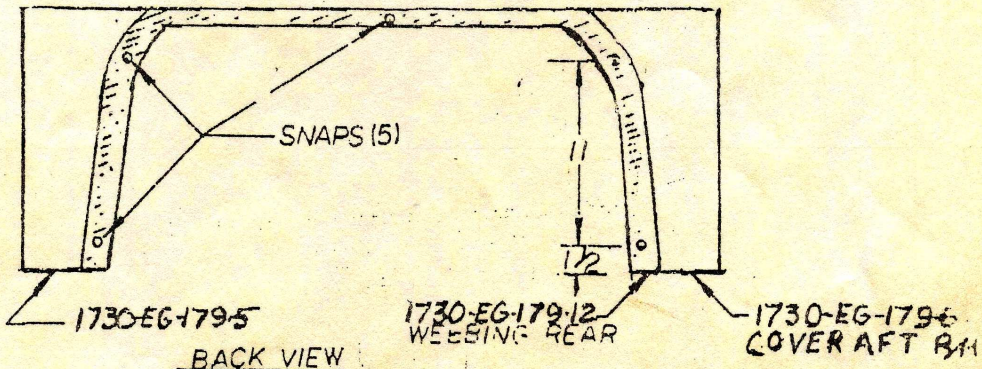 SNAPS (5)
11
1 1/2
1730-EG-179-5
1730-EG-179-12
WEBBING REAR
1730-EG-179-6
COVER AFT R/H
BACK VIEW